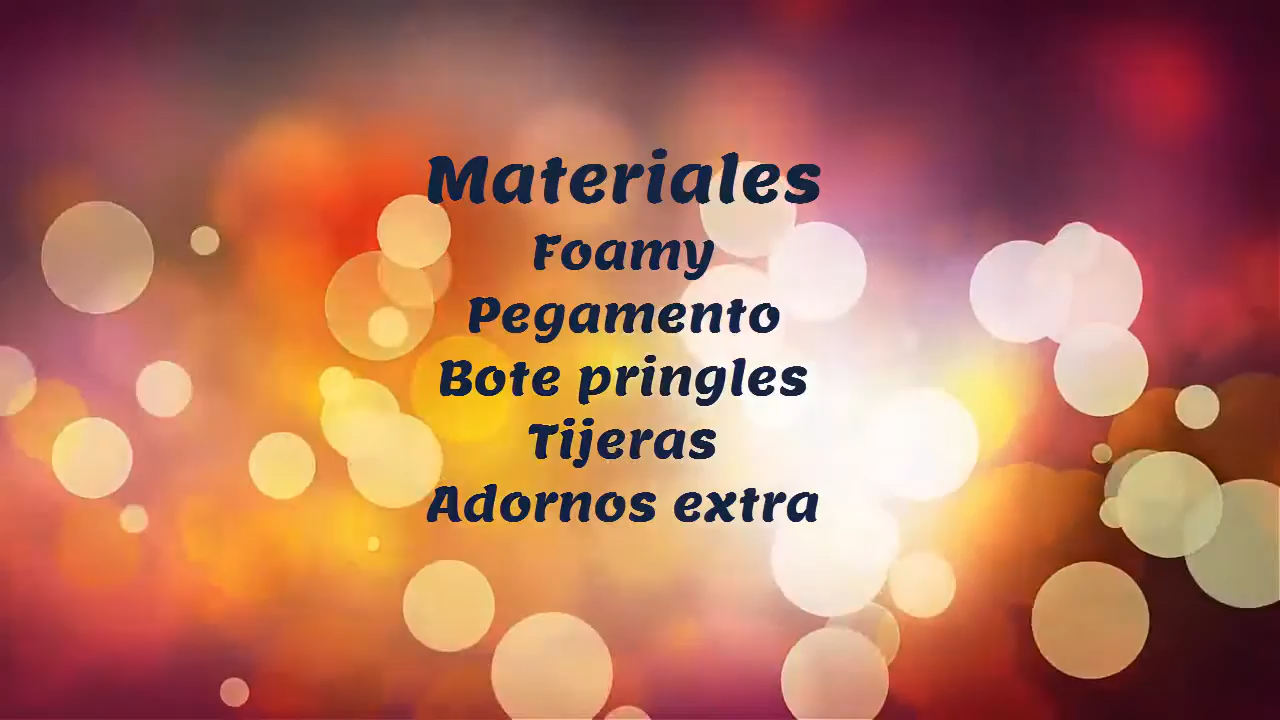 Materiales
Foamy
Pegamento
Bote pringles
Tijeras
Adornos extra